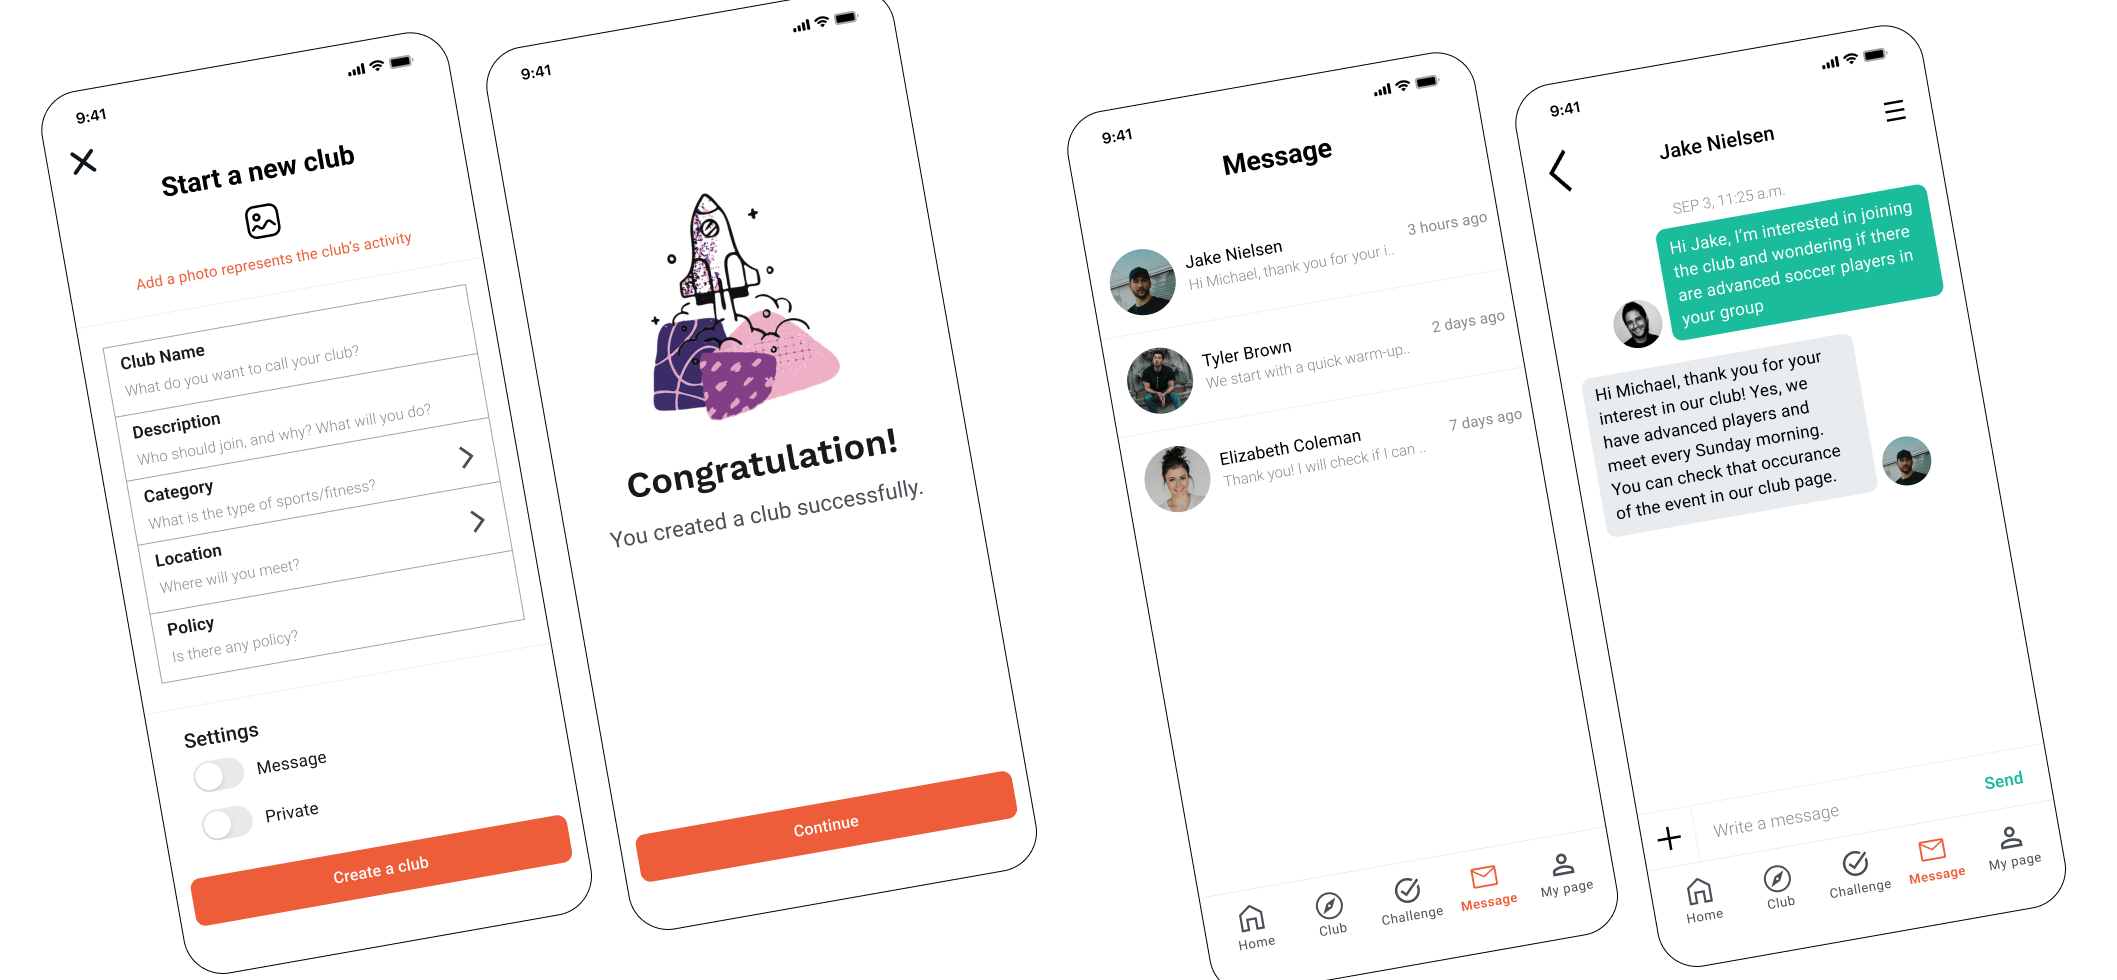 9:41
Start a new club
Add a photo represents the club's activity
Club Name
What do you want to call your club?
Description
Who should join, and why? What will you do?
Category
What is the type of sports/fitness?
Location
Where will you meet?
Policy
Is there any policy?
Settings
Message
Private
Create a club
9:41
Congratulation!
You created a club successfully.
Continue
9:41
Message
Jake Nielsen
3 hours ago
Hi Michael, thank you for your i..
Tyler Brown
2 days ago
We start with a quick warm-up..
Elizabeth Coleman
7 days ago
Thank you! I will check if I can ..
Home
Club
Challenge
Message
My page
9:41
Jake Nielsen
SEP 3, 11:25 a.m.
Hi Jake, I'm interested in joining
the club and wondering if there
are advanced soccer players in
your group
Hi Michael, thank you for your
interest in our club! Yes, we
have advanced players and
meet every Sunday morning.
You can check that occurance
of the event in our club page.
Write a message
Send
Home
Club
Challenge
Message
My page